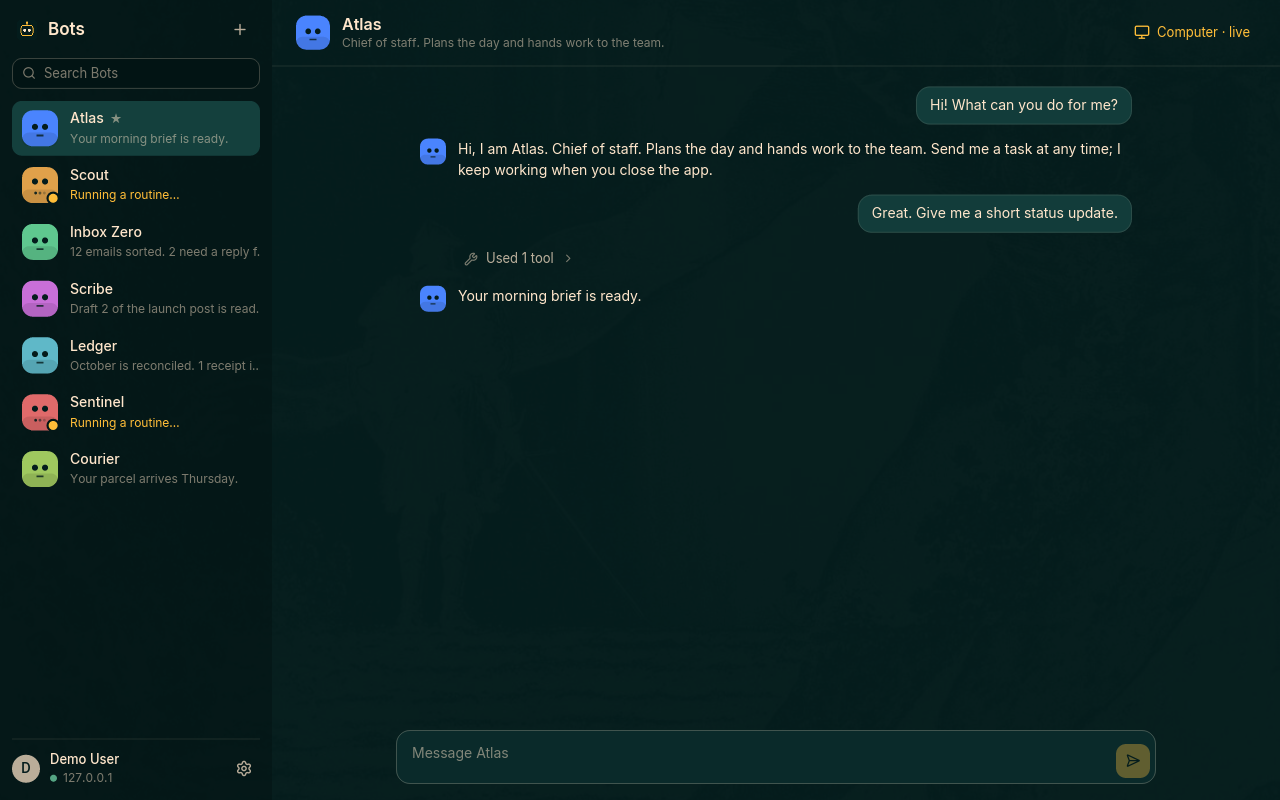 Bots
Search Bots
Atlas ★
Your morning brief is ready.
Scout
Running a routine...
Inbox Zero
12 emails sorted. 2 need a reply f.
Scribe
Draft 2 of the launch post is read.
Ledger
October is reconciled. 1 receipt i..
Sentinel
Running a routine...
Courier
Your parcel arrives Thursday.
D
Demo User
127.0.0.1
Atlas
Chief of staff. Plans the day and hands work to the team.
Computer · live
Hi! What can you do for me?
Hi, I am Atlas. Chief of staff. Plans the day and hands work to the team. Send me a task at any time; I
keep working when you close the app.
Great. Give me a short status update.
Used 1 tool
Your morning brief is ready.
Message Atlas